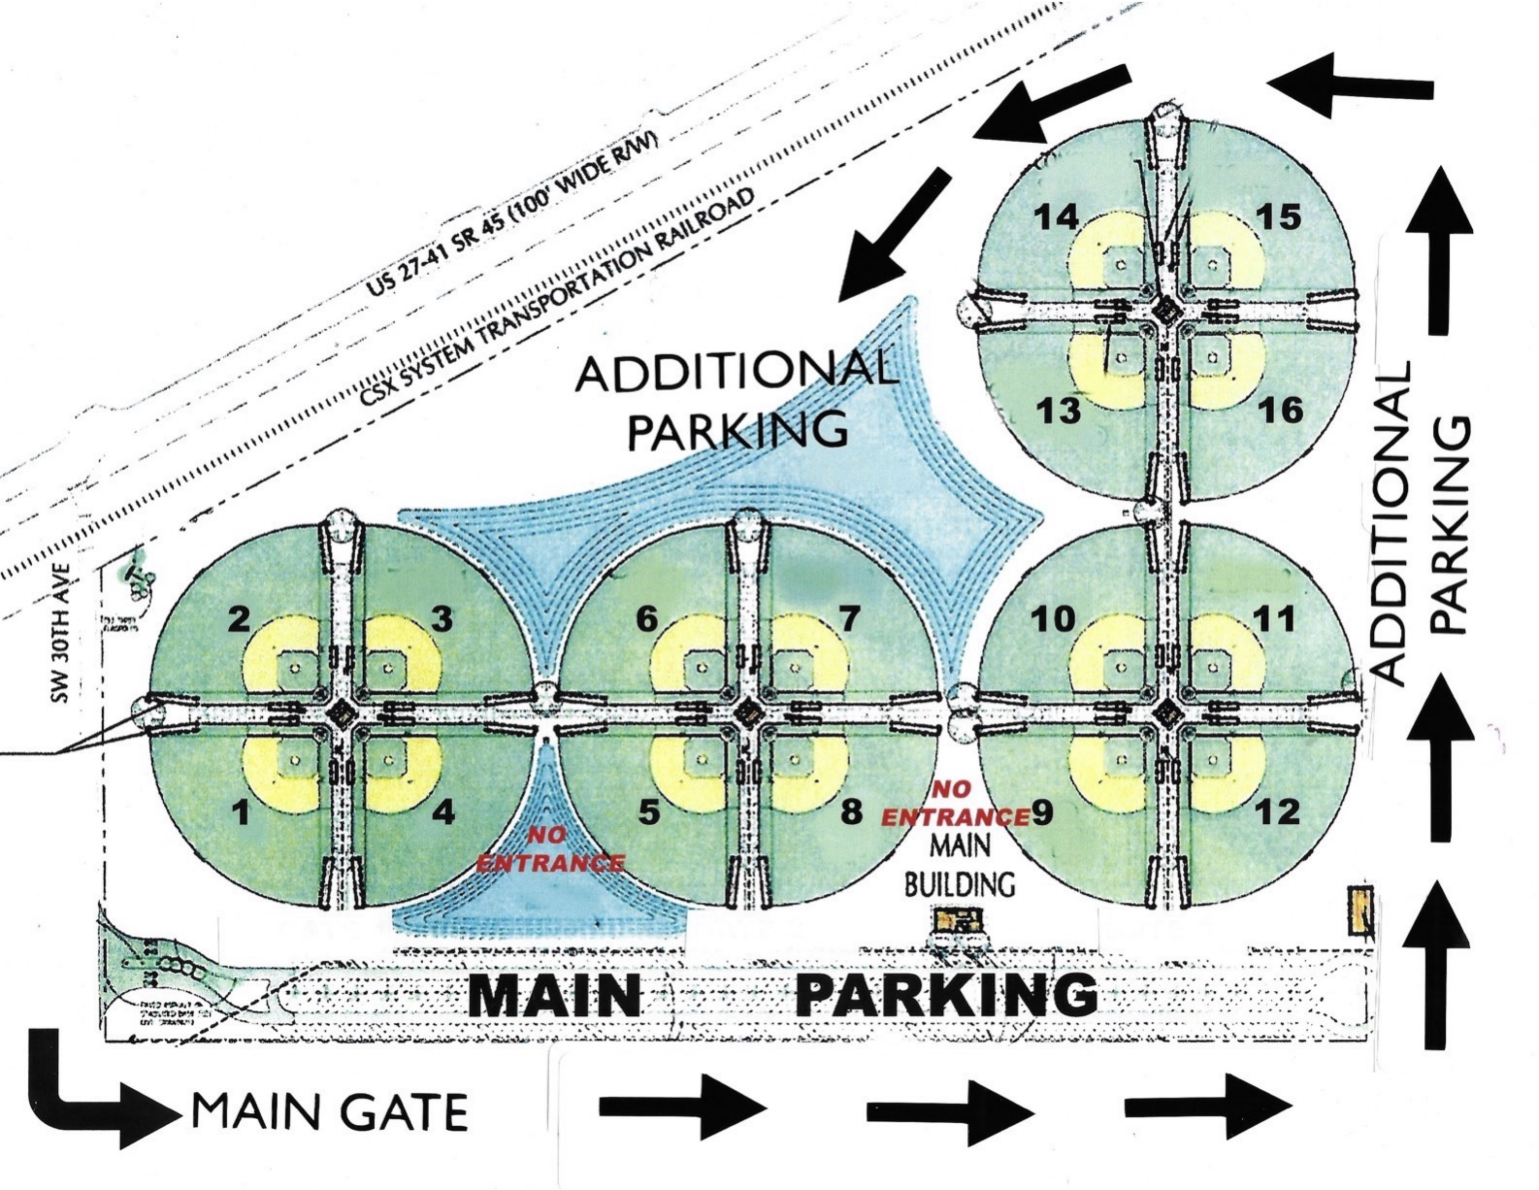 US 27-41 SR 45 (100' WIDE R/W)
CSX SYSTEM TRANSPORTATION RAILROAD
SW 30TH AVE
ADDITIONAL
PARKING
14
15
13
16
ADDITIONAL
PARKING
2
3
6
7
10
11
1
4
5
8
9
12
NO
ENTRANCE
NO
ENTRANCE
MAIN
BUILDING
MAIN PARKING
MAIN GATE